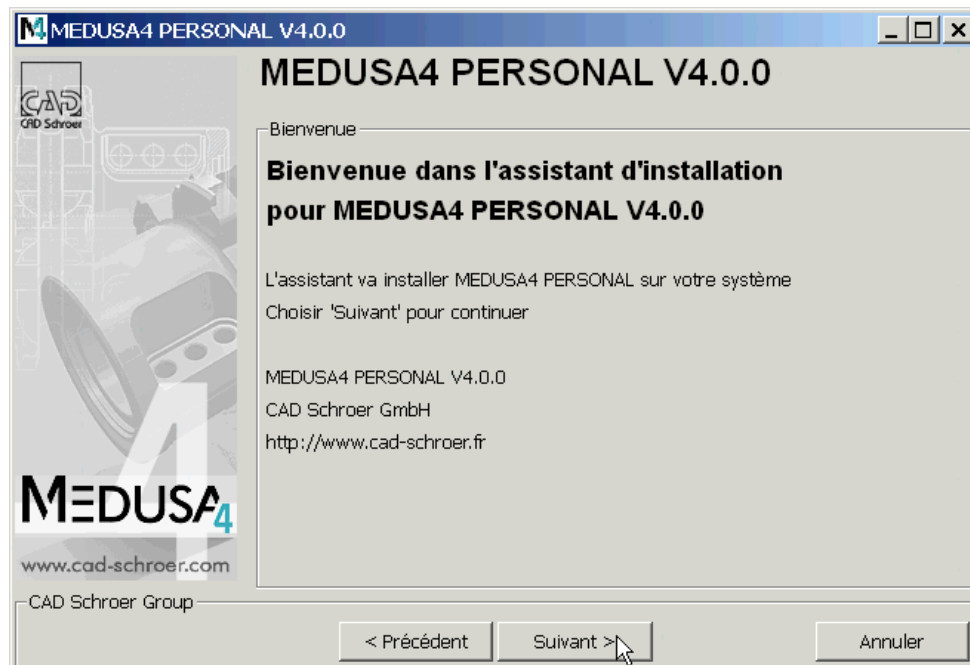 MEDUSA4 PERSONAL V4.0.0
CAD
CAD Schroer
MEDUSA4 PERSONAL V4.0.0
Bienvenue
Bienvenue dans l'assistant d'installation
pour MEDUSA4 PERSONAL V4.0.0
L'assistant va installer MEDUSA4 PERSONAL sur votre système
Choisir 'Suivant' pour continuer
MEDUSA4 PERSONAL V4.0.0
CAD Schroer GmbH
http://www.cad-schroer.fr
4
MEDUSA4
www.cad-schroer.com
CAD Schroer Group
< Précédent
Suivant >
Annuler